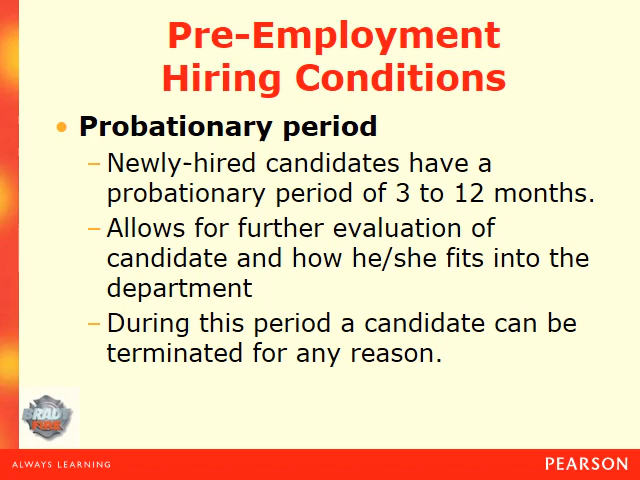 Pre-Employment
Hiring Conditions
• Probationary period
– Newly-hired candidates have a
probationary period of 3 to 12 months.
– Allows for further evaluation of
candidate and how he/she fits into the
department
– During this period a candidate can be
terminated for any reason.
BRADY
FIRE
ALWAYS LEARNING
PEARSON